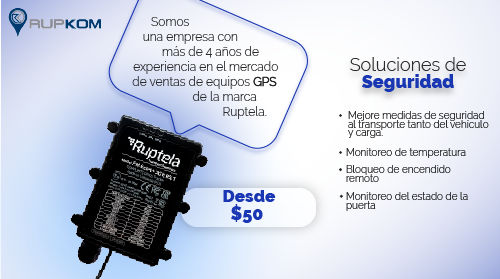 RUPKOM
Somos
una empresa con
más de 4 años de
experiencia en el mercado
de ventas de equipos GPS
de la marca
Ruptela.
Soluciones de
Seguridad
Mejore medidas de seguridad
al transporte tanto del vehículo
y carga.
Monitoreo de temperatura
Bloqueo de encendido
remoto
Monitoreo del estado de la
puerta
Ruptela
Desde
$50